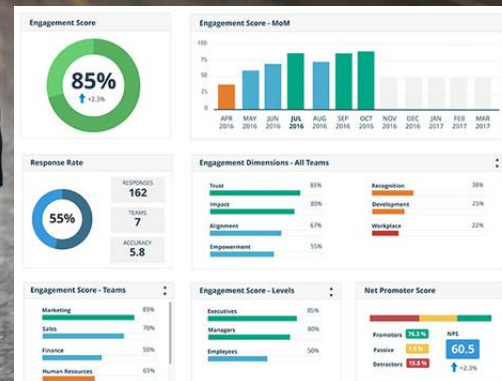 Engagement Score
85%
+2.3%
Engagement Score - MoM
100
75
50
25
0
APR 2016
MAY 2016
JUN 2016
JUL 2016
AUG 2016
SEP 2016
OCT 2016
NOV 2016
DEC 2016
JAN 2017
FEB 2017
MAR 2017
Response Rate
55%
RESPONSES
162
TEAMS
7
ACCURACY
5.8
Engagement Dimensions - All Teams
Trust 85%
Impact 80%
Alignment 67%
Empowerment 55%
Recognition 38%
Development 25%
Workplace 22%
Engagement Score - Teams
Marketing 85%
Sales 70%
Finance 50%
Human Resources 65%
Engagement Score - Levels
Executives 85%
Managers 80%
Employees 50%
Net Promoter Score
Promoters 76.3 %
Passive
Detractors 15.8 %
NPS
60.5
+2.3%